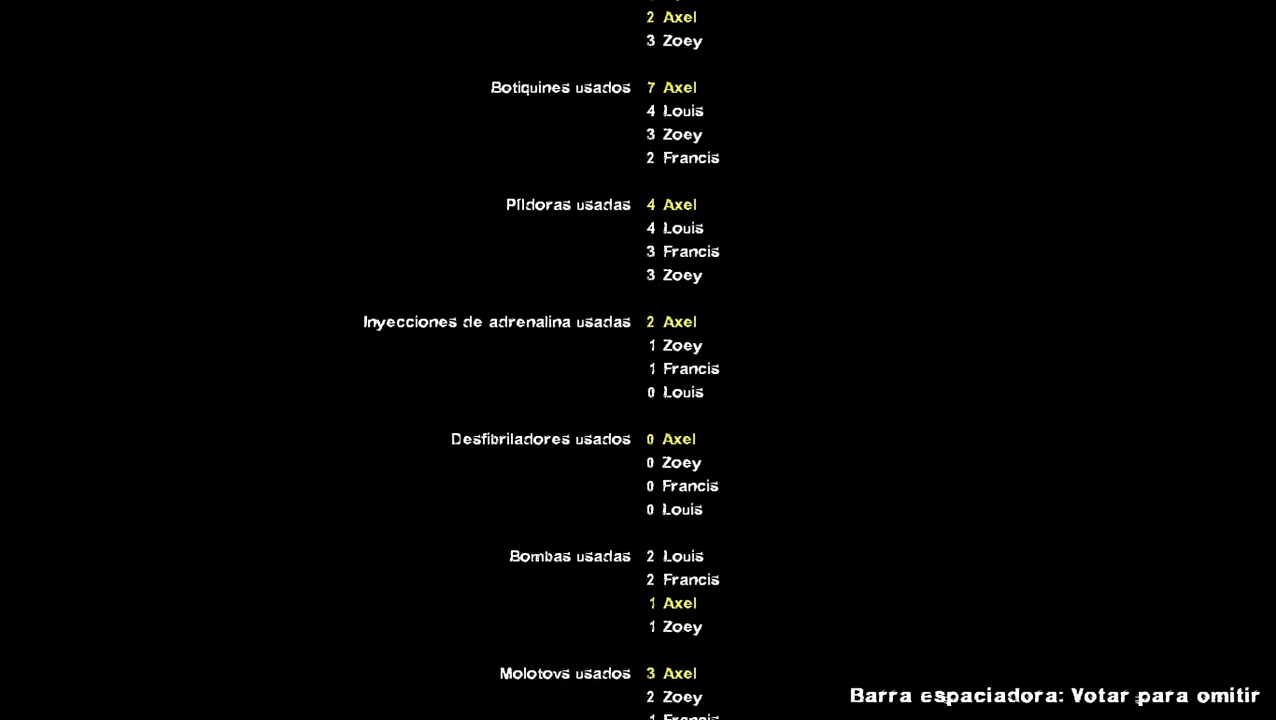 2 Axel
3 Zoey
Botiquines usados 7 Axel
4 Louis
3 Zoey
2 Francis
Píldoras usadas 4 Axel
4 Louis
3 Francis
3 Zoey
Inyecciones de adrenalina usadas 2 Axel
1 Zoey
1 Francis
0 Louis
Desfibriladores usados 0 Axel
0 Zoey
0 Francis
0 Louis
Bombas usadas 2 Louis
2 Francis
1 Axel
1 Zoey
Molotovs usados 3 Axel
2 Zoey
1 Francis
Barra espaciadora: Votar para omitir